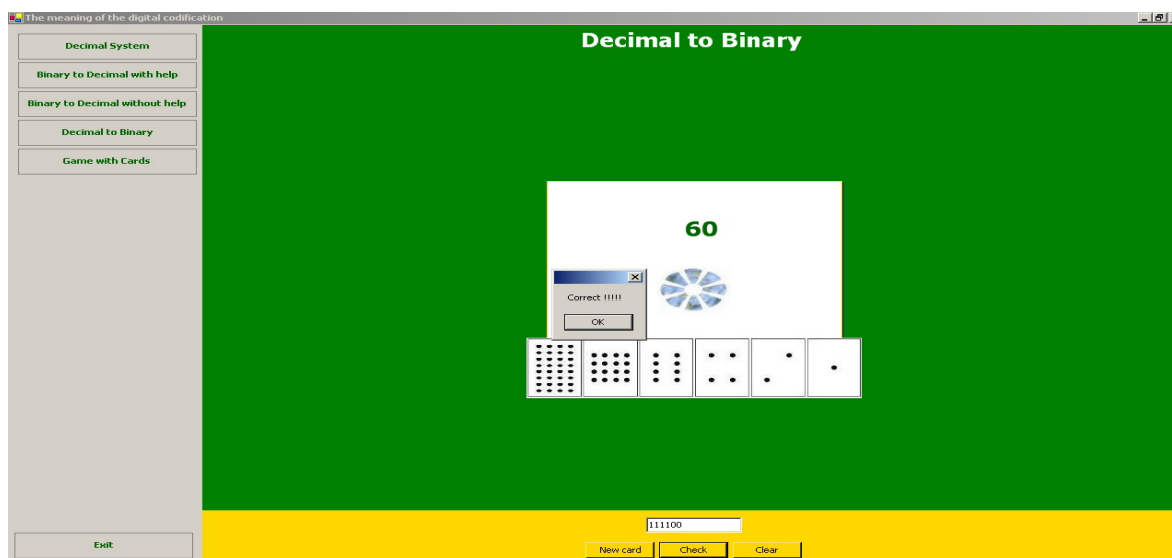 The meaning of the digital codification
Decimal System
Binary to Decimal with help
Binary to Decimal without help
Decimal to Binary
Game with Cards
Exit
Decimal to Binary
60
Correct !!!!!
OK
111100
New card
Check
Clear